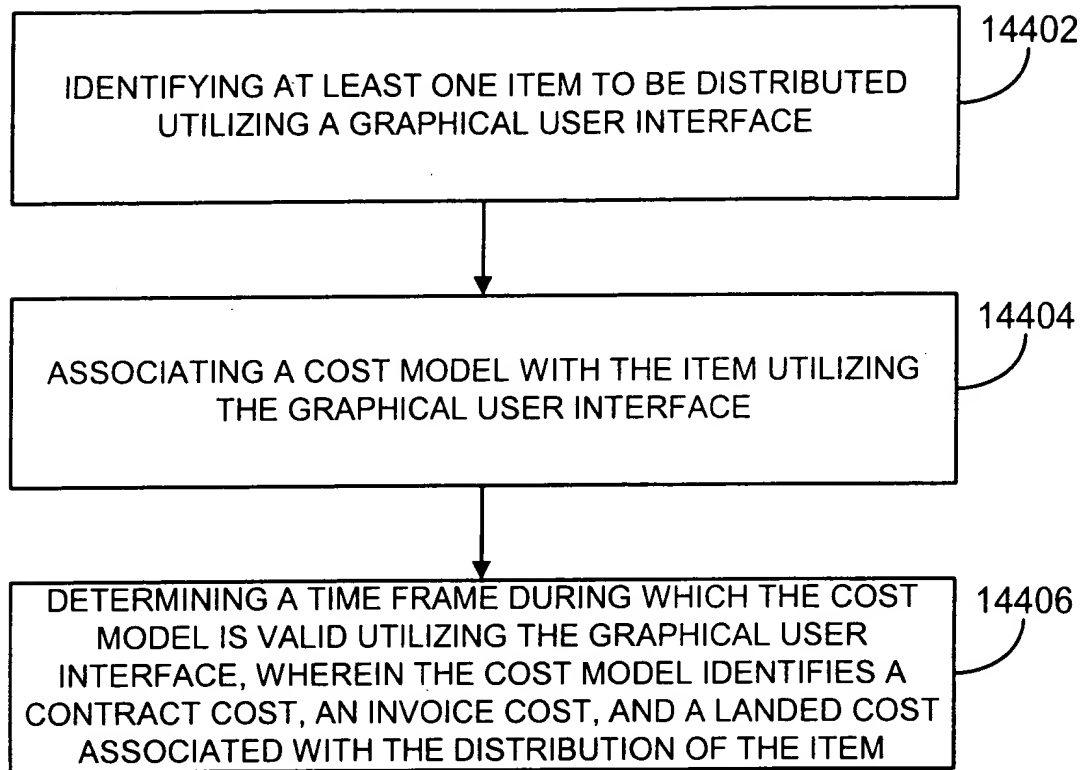 14402
IDENTIFYING AT LEAST ONE ITEM TO BE DISTRIBUTED
UTILIZING A GRAPHICAL USER INTERFACE
14404
ASSOCIATING A COST MODEL WITH THE ITEM UTILIZING
THE GRAPHICAL USER INTERFACE
14406
DETERMINING A TIME FRAME DURING WHICH THE COST
MODEL IS VALID UTILIZING THE GRAPHICAL USER
INTERFACE, WHEREIN THE COST MODEL IDENTIFIES A
CONTRACT COST, AN INVOICE COST, AND A LANDED COST
ASSOCIATED WITH THE DISTRIBUTION OF THE ITEM